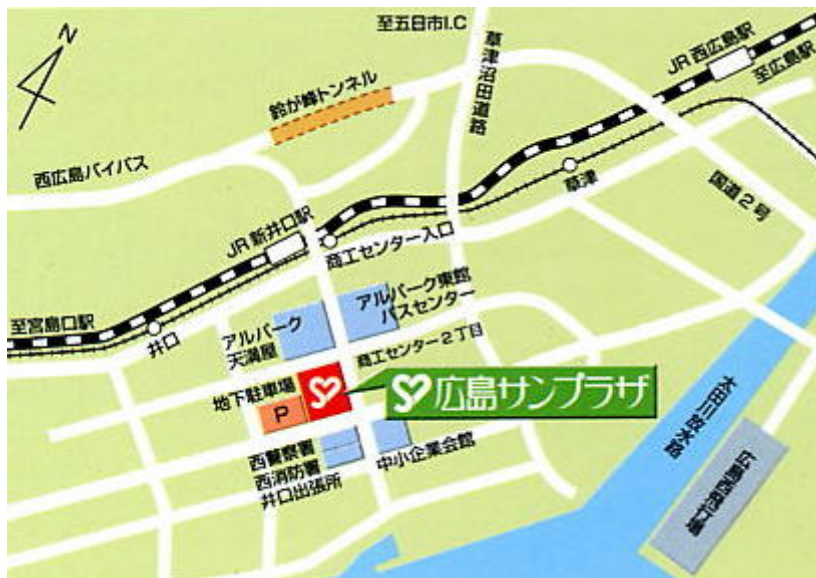 N
至五日市I.C
草津沼田道路
JR 西広島駅
至広島駅
鈴が峰トンネル
西広島バイパス
草津
国道2号
JR 新井口駅
商工センター入口
至宮島口駅
井口
アルパーク
天満屋
アルパーク東館
バスセンター
商工センター2丁目
地下駐車場
P
広島サンプラザ
西警察署
西消防署
井口出張所
中小企業会館
太田川放水路
広島西飛行場